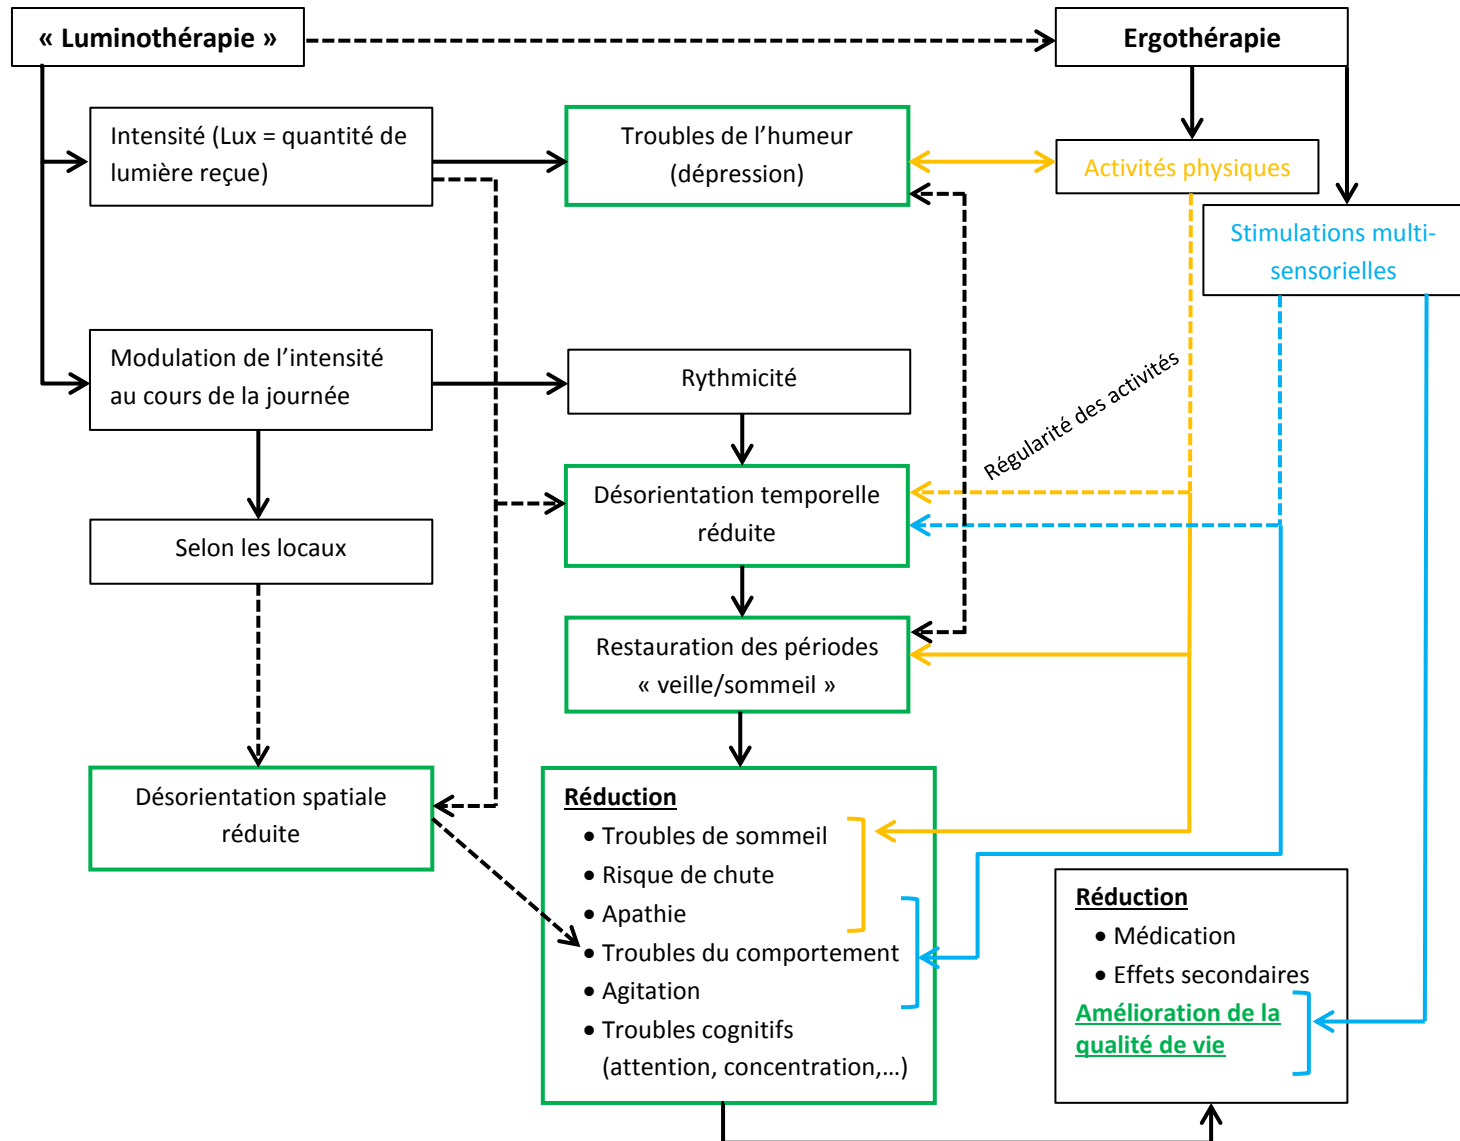 « Luminothérapie »
Ergothérapie
Intensité (Lux = quantité de
lumière reçue)
Troubles de l’humeur
(dépression)
Activités physiques
Stimulations multi-
sensorielles
Modulation de l’intensité
au cours de la journée
Rythmicité
Régularité des activités
Désorientation temporelle
réduite
Selon les locaux
Restauration des périodes
« veille/sommeil »
Désorientation spatiale
réduite
Réduction
• Troubles de sommeil
• Risque de chute
• Apathie
• Troubles du comportement
• Agitation
• Troubles cognitifs
(attention, concentration,…)
Réduction
• Médication
• Effets secondaires
Amélioration de la
qualité de vie